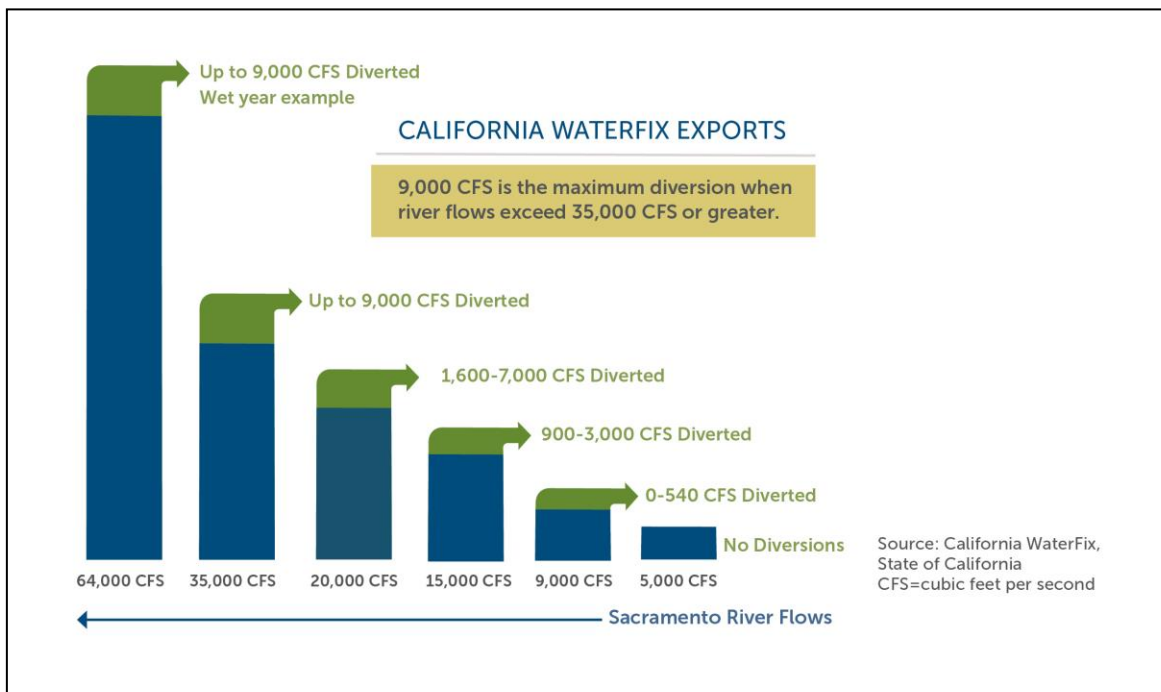 Up to 9,000 CFS Diverted
Wet year example
CALIFORNIA WATERFIX EXPORTS
9,000 CFS is the maximum diversion when
river flows exceed 35,000 CFS or greater.
Up to 9,000 CFS Diverted
1,600-7,000 CFS Diverted
900-3,000 CFS Diverted
0-540 CFS Diverted
No Diversions
64,000 CFS
35,000 CFS
20,000 CFS
15,000 CFS
9,000 CFS
5,000 CFS
Source: California WaterFix,
State of California
CFS=cubic feet per second
Sacramento River Flows